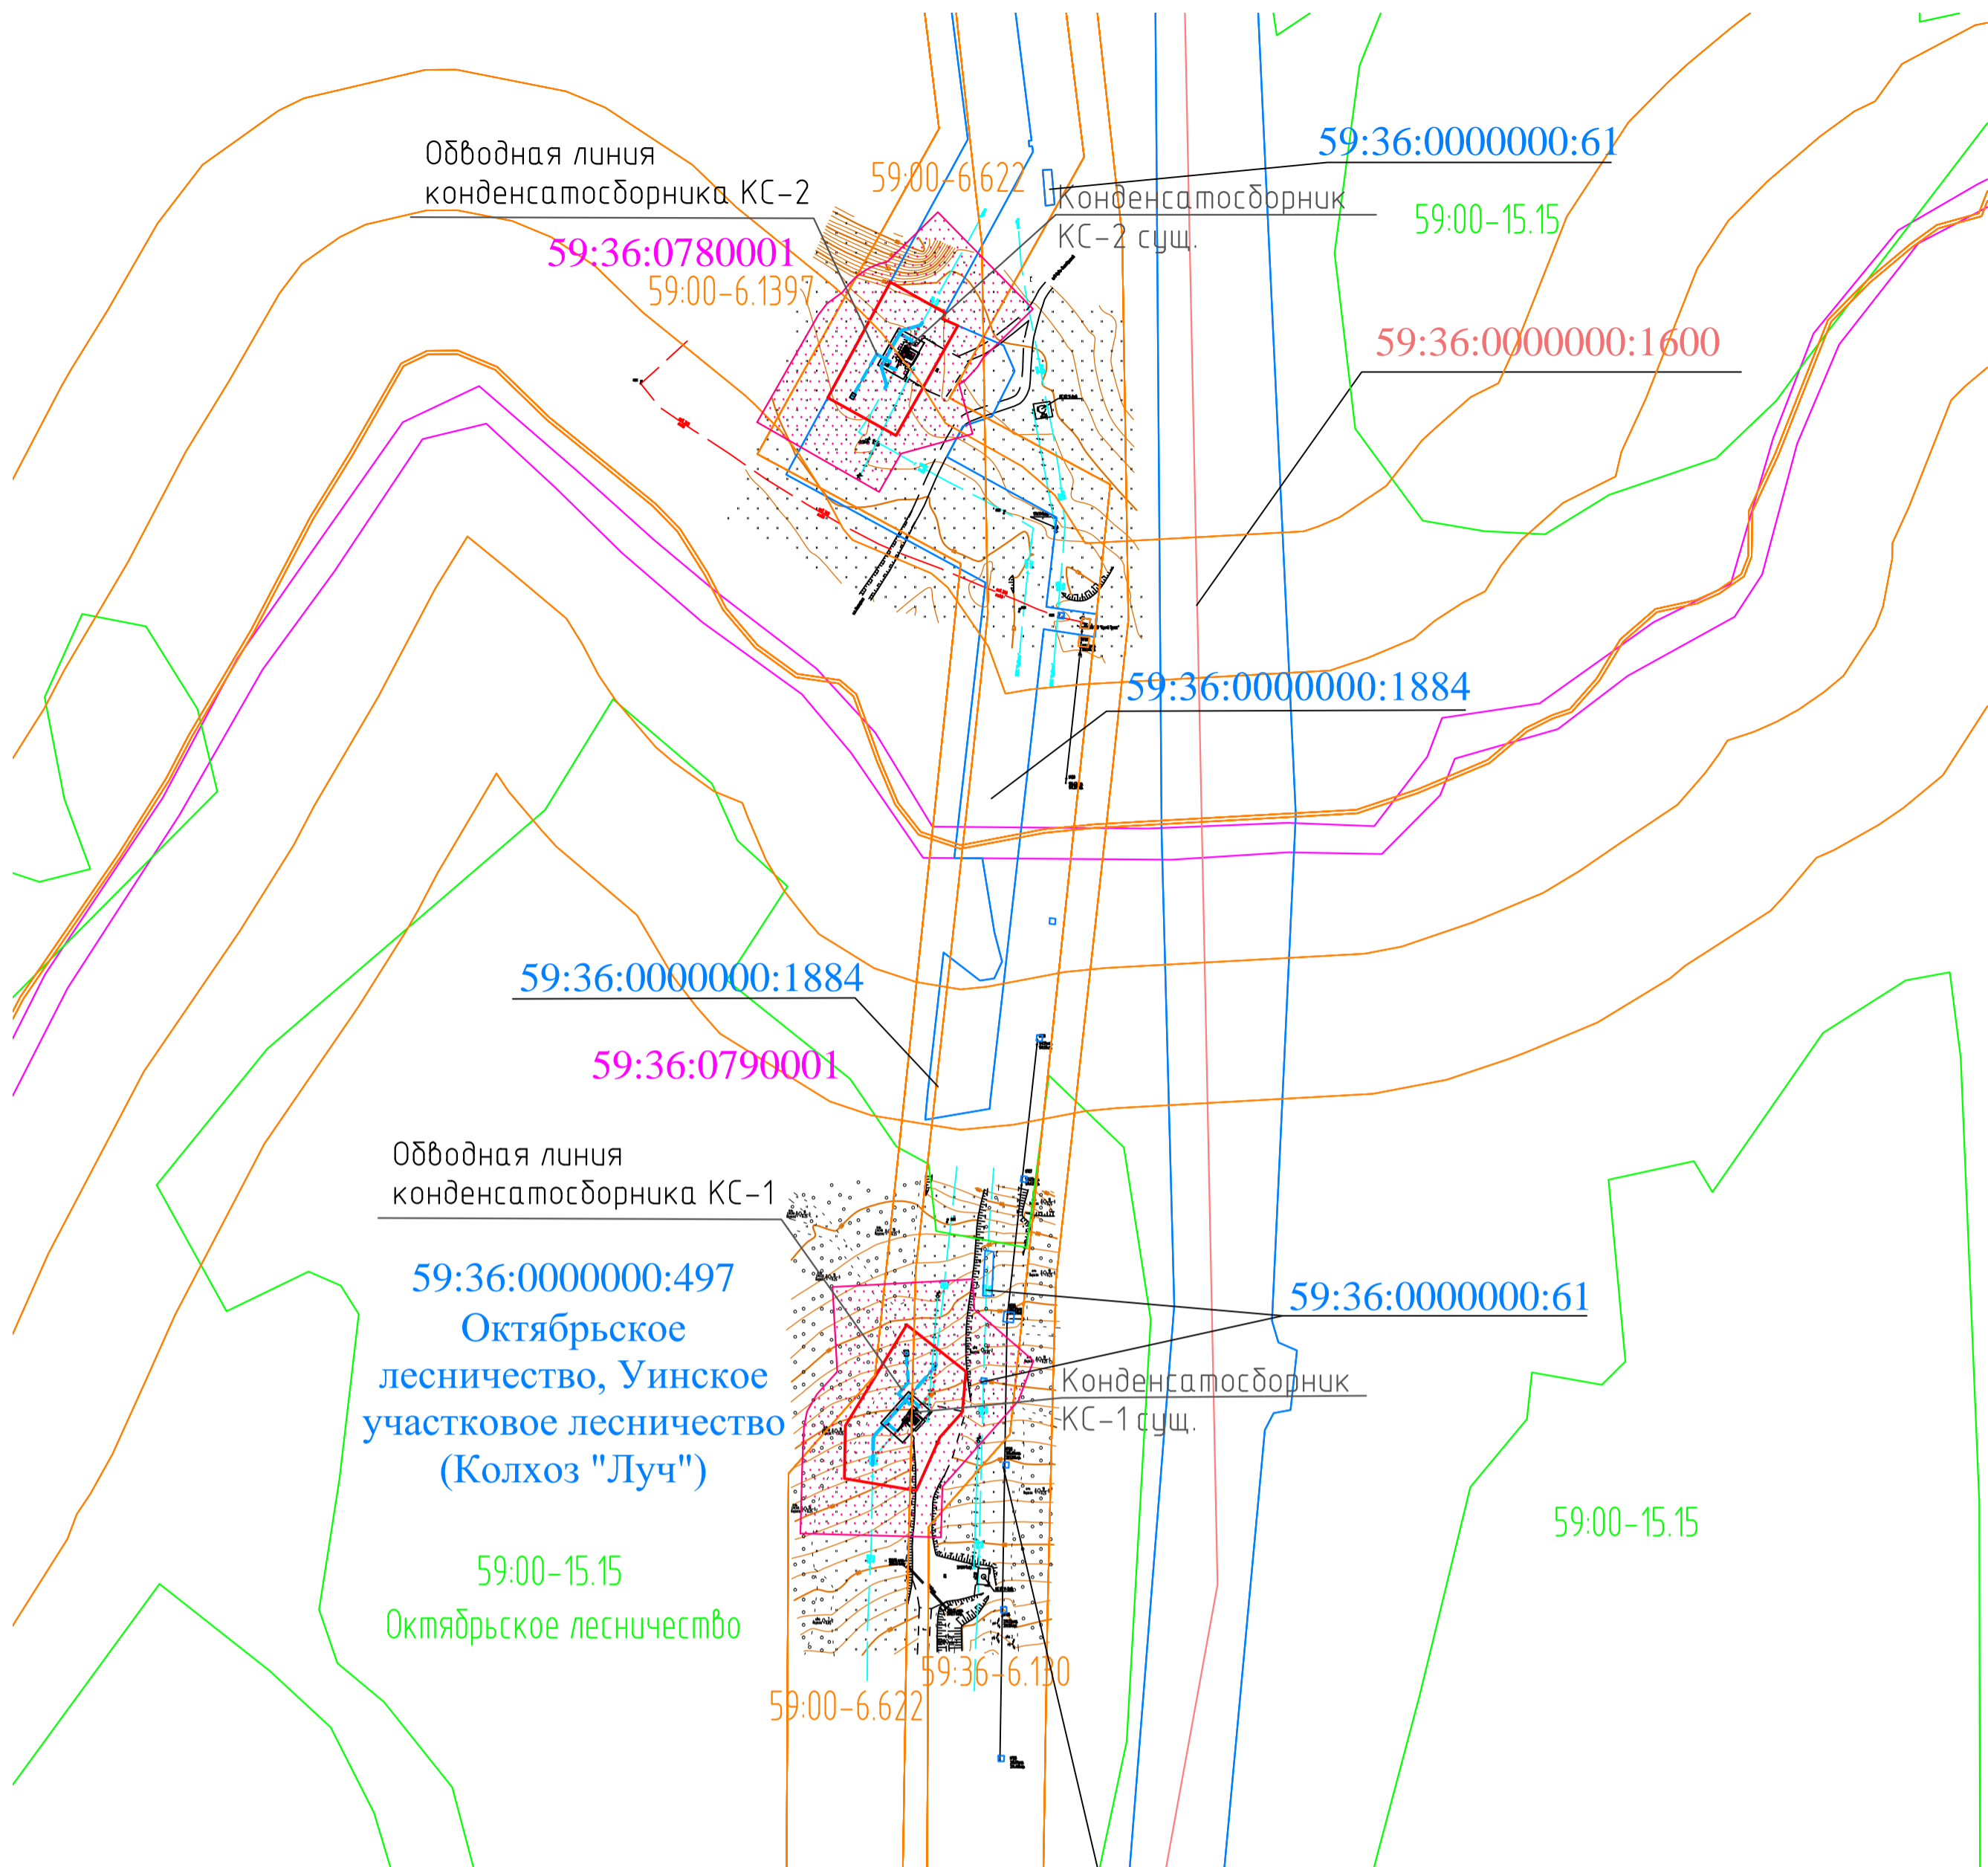 59:36:0000000:61
Обводная линия
конденсатосборника КС-2
59:00-6.622
Конденсатосборник
КС-2 сущ.
59:00-15.15
59:36:0780001
59:00-6.1397
59:36:0000000:1600
59:36:0000000:1884
59:36:0000000:1884
59:36:0790001
Обводная линия
конденсатосборника КС-1
59:36:0000000:497
Октябрьское
лесничество, Уинское
участковое лесничество
(Колхоз "Луч")
59:36:0000000:61
Конденсатосборник
КС-1 сущ.
59:00-15.15
59:00-15.15
Октябрьское лесничество
59:36-6.130
59:00-6.622